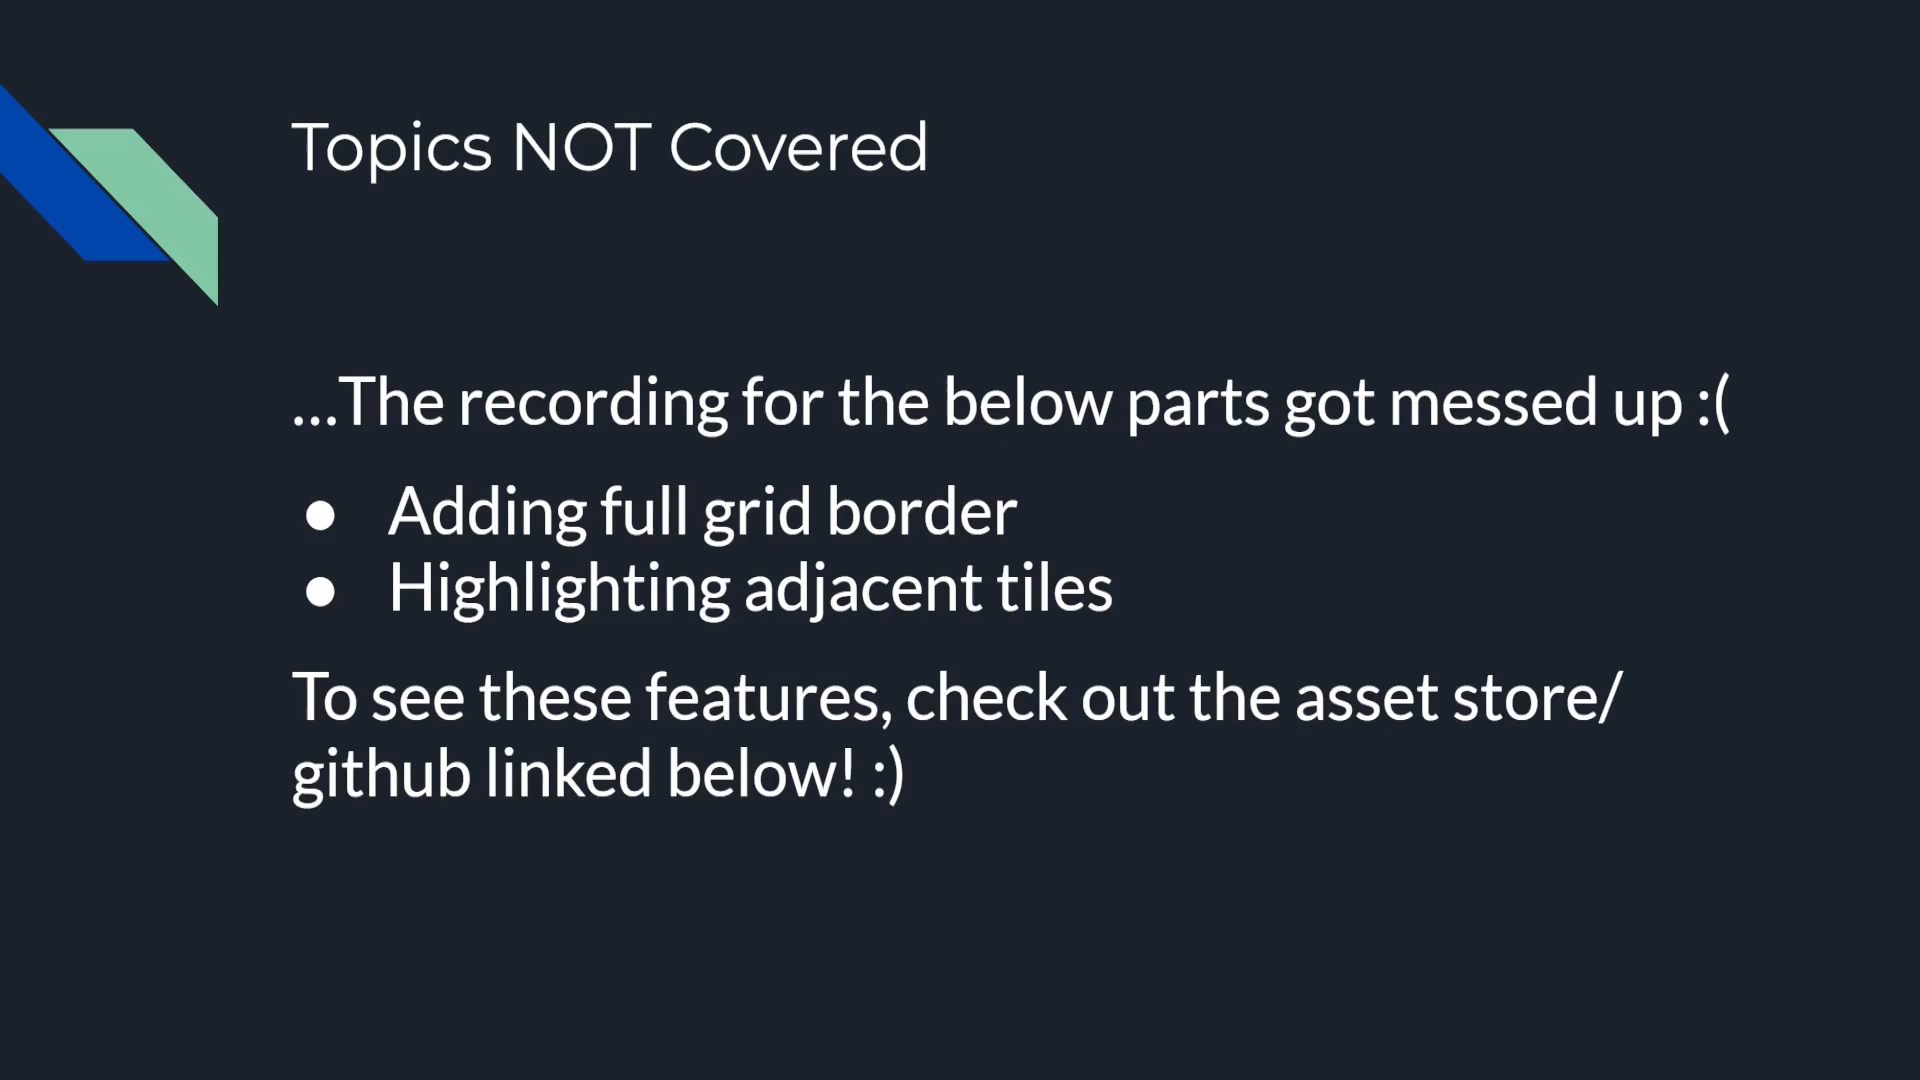 Topics NOT Covered
...The recording for the below parts got messed up :(
● Adding full grid border
● Highlighting adjacent tiles
To see these features, check out the asset store/
github linked below! :)